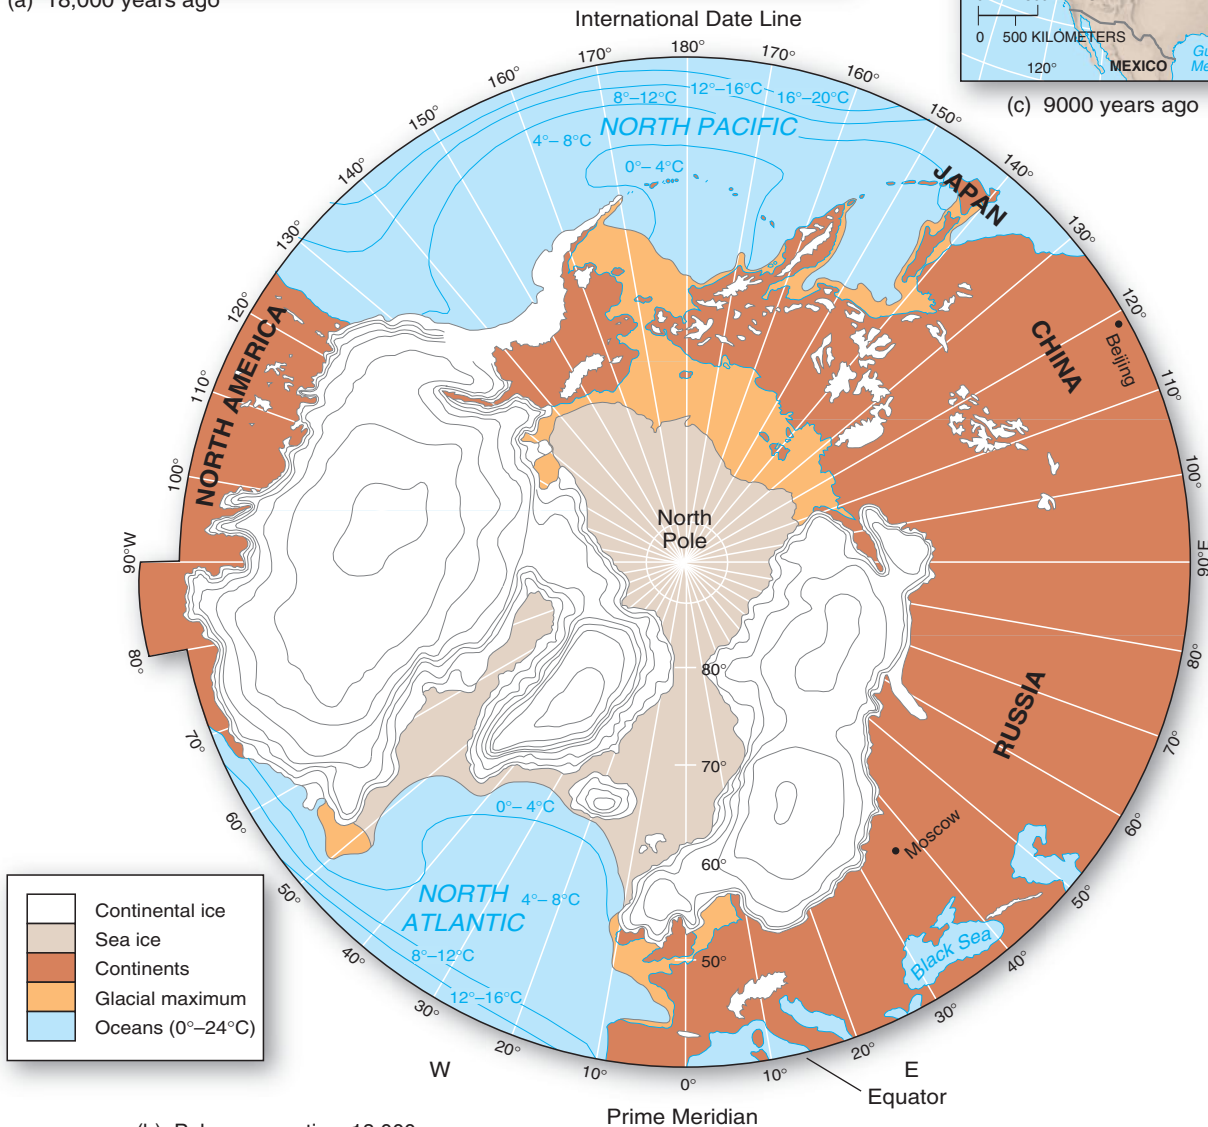 (a) 18,000 years ago
International Date Line
0 500 KILOMETERS
120°
MEXICO
(c) 9000 years ago
180°
170°
170°
160°
160°
150°
150°
140°
140°
130°
130°
120°
120°
110°
110°
100°
100°
90°W
90°E
80°
80°
70°
70°
60°
60°
50°
50°
40°
40°
30°
30°
20°
20°
10°
10°
0°
8°–12°C
12°–16°C
16°–20°C
NORTH PACIFIC
4°– 8°C
0°– 4°C
JAPAN
NORTH AMERICA
CHINA
Beijing
North
Pole
80°
70°
60°
50°
RUSSIA
Moscow
Black Sea
0°– 4°C
NORTH
ATLANTIC
4°– 8°C
8°–12°C
12°–16°C
Continental ice
Sea ice
Continents
Glacial maximum
Oceans (0°–24°C)
W
E
Equator
Prime Meridian